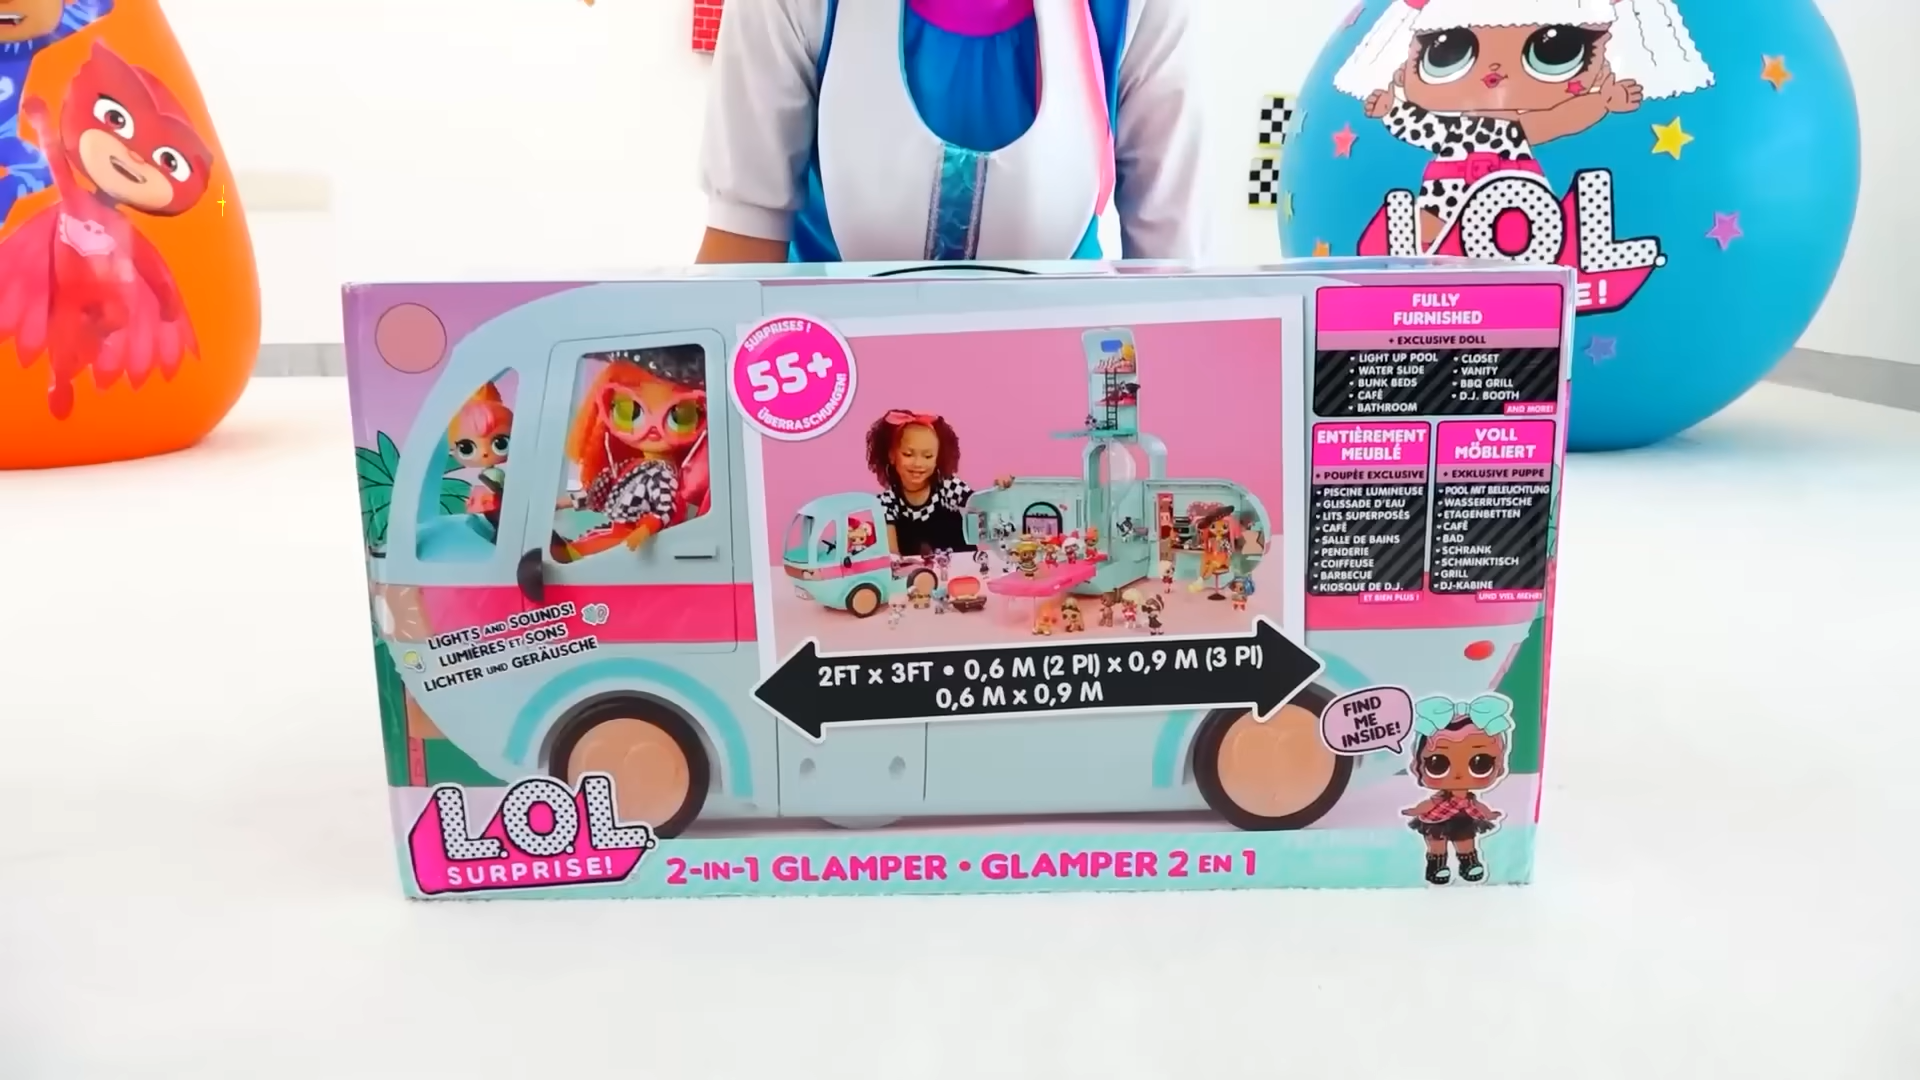 L.O.L.
E!
SURPRISES!
55+
ÜBERRASCHUNGEN!
FULLY
FURNISHED
+ EXCLUSIVE DOLL
• LIGHT UP POOL
• WATER SLIDE
• BUNK BEDS
• CAFÉ
• BATHROOM
• CLOSET
• VANITY
• BBQ GRILL
• D.J. BOOTH
AND MORE!
ENTIÈREMENT
MEUBLÉ
+ POUPÉE EXCLUSIVE
• PISCINE LUMINEUSE
• GLISSADE D'EAU
• LITS SUPERPOSÉS
• CAFÉ
• SALLE DE BAINS
• PENDERIE
• COIFFEUSE
• BARBECUE
• KIOSQUE DE D.J.
ET BIEN PLUS !
VOLL
MÖBLIERT
+ EXKLUSIVE PUPPE
• POOL MIT BELEUCHTUNG
• WASSERRUTSCHE
• ETAGENBETTEN
• CAFÉ
• BAD
• SCHRANK
• SCHMINKTISCH
• GRILL
• DJ-KABINE
UND VIEL MEHR!
LIGHTS AND SOUNDS!
LUMIÈRES ET SONS
LICHTER UND GERÄUSCHE
2FT x 3FT • 0,6 M (2 PI) x 0,9 M (3 PI)
0,6 M x 0,9 M
FIND
ME
INSIDE!
L.O.L.
SURPRISE!
2-IN-1 GLAMPER • GLAMPER 2 EN 1